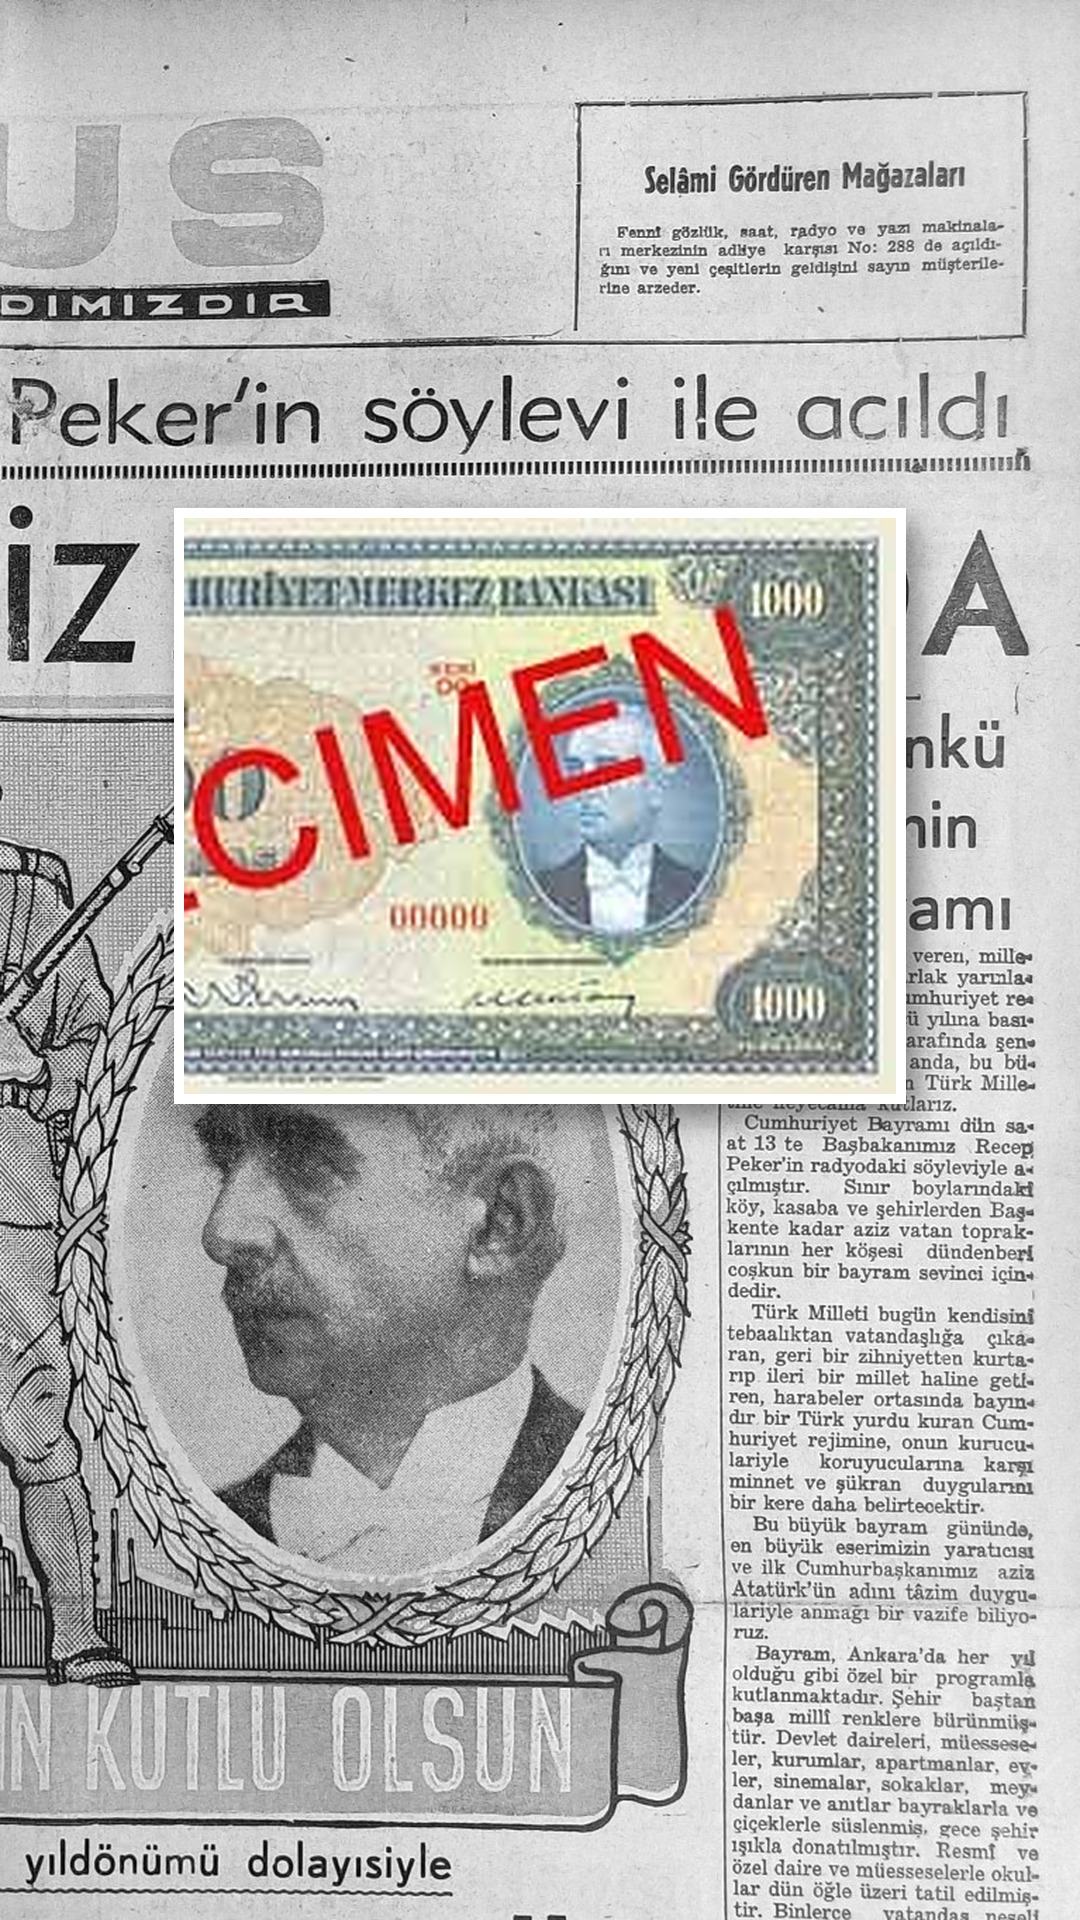 US
DIMIZDIR
Selâmi Gördüren Mağazaları
Fennî gözlük, saat, radyo ve yazı makinala-
rı merkezinin adliye karşısı No: 288 de açıldı-
ğını ve yeni çeşitlerin geldiğini sayın müşterile-
rine arzeder.
Peker'in söylevi ile açıldı
İZ
A
MERKEZ BANKASI
1000
CIMEN
00000
1000
nkü
nin
amı
veren, mille-
rlak yarınla-
umhuriyet re-
ü yılına bası-
arafında şen-
anda, bu bü-
n Türk Mille-
kutlarız.
Cumhuriyet Bayramı dün sa-
at 13 te Başbakanımız Recep
Peker'in radyodaki söyleviyle a-
çılmıştır. Sınır boylarındaki
köy, kasaba ve şehirlerden Baş-
kente kadar aziz vatan toprak-
larının her köşesi dündenberi
coşkun bir bayram sevinci için-
dedir.
Türk Milleti bugün kendisini
tebaalıktan vatandaşlığa çıka-
ran, geri bir zihniyetten kurta-
rıp ileri bir millet haline geti-
ren, harabeler ortasında bayın-
dır bir Türk yurdu kuran Cum-
huriyet rejimine, onun kurucu-
lariyle koruyucularına karşı
minnet ve şükran duygularını
bir kere daha belirtecektir.
Bu büyük bayram gününde,
en büyük eserimizin yaratıcısı
ve ilk Cumhurbaşkanımız aziz
Atatürk'ün adını tâzim duygu-
lariyle anmağı bir vazife biliyo-
ruz.
Bayram, Ankara'da her yıl
olduğu gibi özel bir programla
kutlanmaktadır. Şehir baştan
başa millî renklere bürünmüş-
tür. Devlet daireleri, müessese-
ler, kurumlar, apartmanlar, ev-
ler, sinemalar, sokaklar, mey-
danlar ve anıtlar bayraklarla ve
çiçeklerle süslenmiş, gece şehir
ışıkla donatılmıştır. Resmî ve
özel daire ve müesseselerle okul-
lar dün öğle üzeri tatil edilmiş-
tir. Binlerce vatandaş neşeli
IN KUTLU OLSUN
yıldönümü dolayısiyle